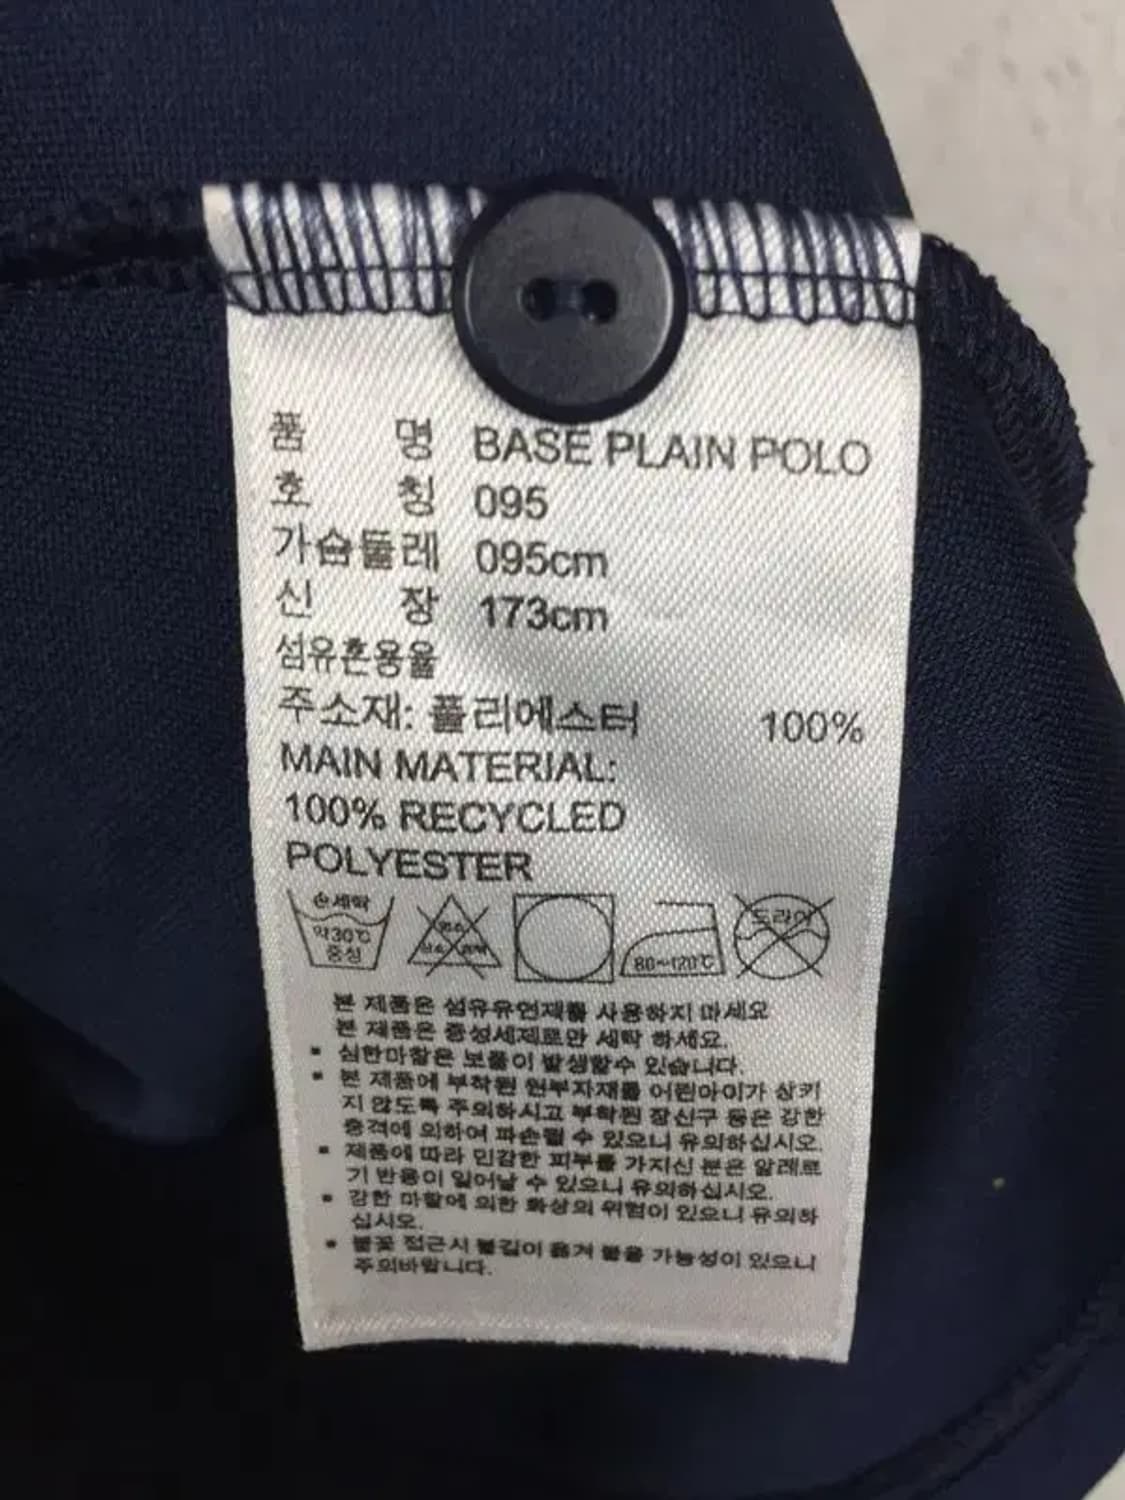 품 명 BASE PLAIN POLO
호 칭 095
가슴둘레 095cm
신 장 173cm
섬유혼용율
주소재: 폴리에스터 100%
MAIN MATERIAL:
100% RECYCLED
POLYESTER
손세탁 약30℃ 중성
80~120℃
드라이
본 제품은 섬유유연제를 사용하지 마세요
본 제품은 중성세제로만 세탁 하세요.
▪ 심한마찰은 보풀이 발생할수 있습니다.
▪ 본 제품에 부착된 원부자재를 어린아이가 삼키
지 않도록 주의하시고 부착된 장신구 등은 강한
충격에 의하여 파손될 수 있으니 유의하십시오.
▪ 제품에 따라 민감한 피부를 가지신 분은 알레르
기 반응이 일어날 수 있으니 유의하십시오.
▪ 강한 마찰에 의한 화상의 위험이 있으니 유의하
십시오.
▪ 불꽃 접근시 불길이 옮겨 붙을 가능성이 있으니
주의바랍니다.